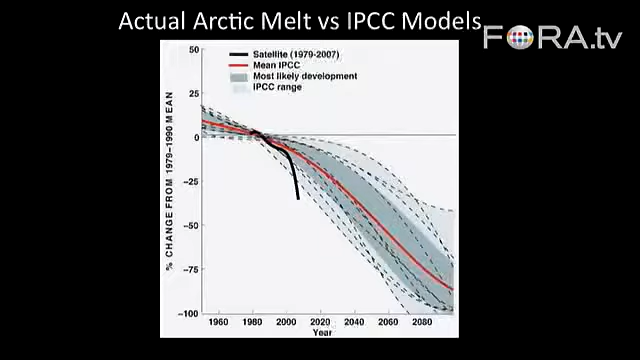 Actual Arctic Melt vs IPCC Models
FORA.tv
Satellite (1979-2007)
Mean IPCC
Most likely development
IPCC range
% CHANGE FROM 1979–1990 MEAN
50
25
0
−25
−50
−75
−100
1960 1980 2000 2020 2040 2060 2080
Year